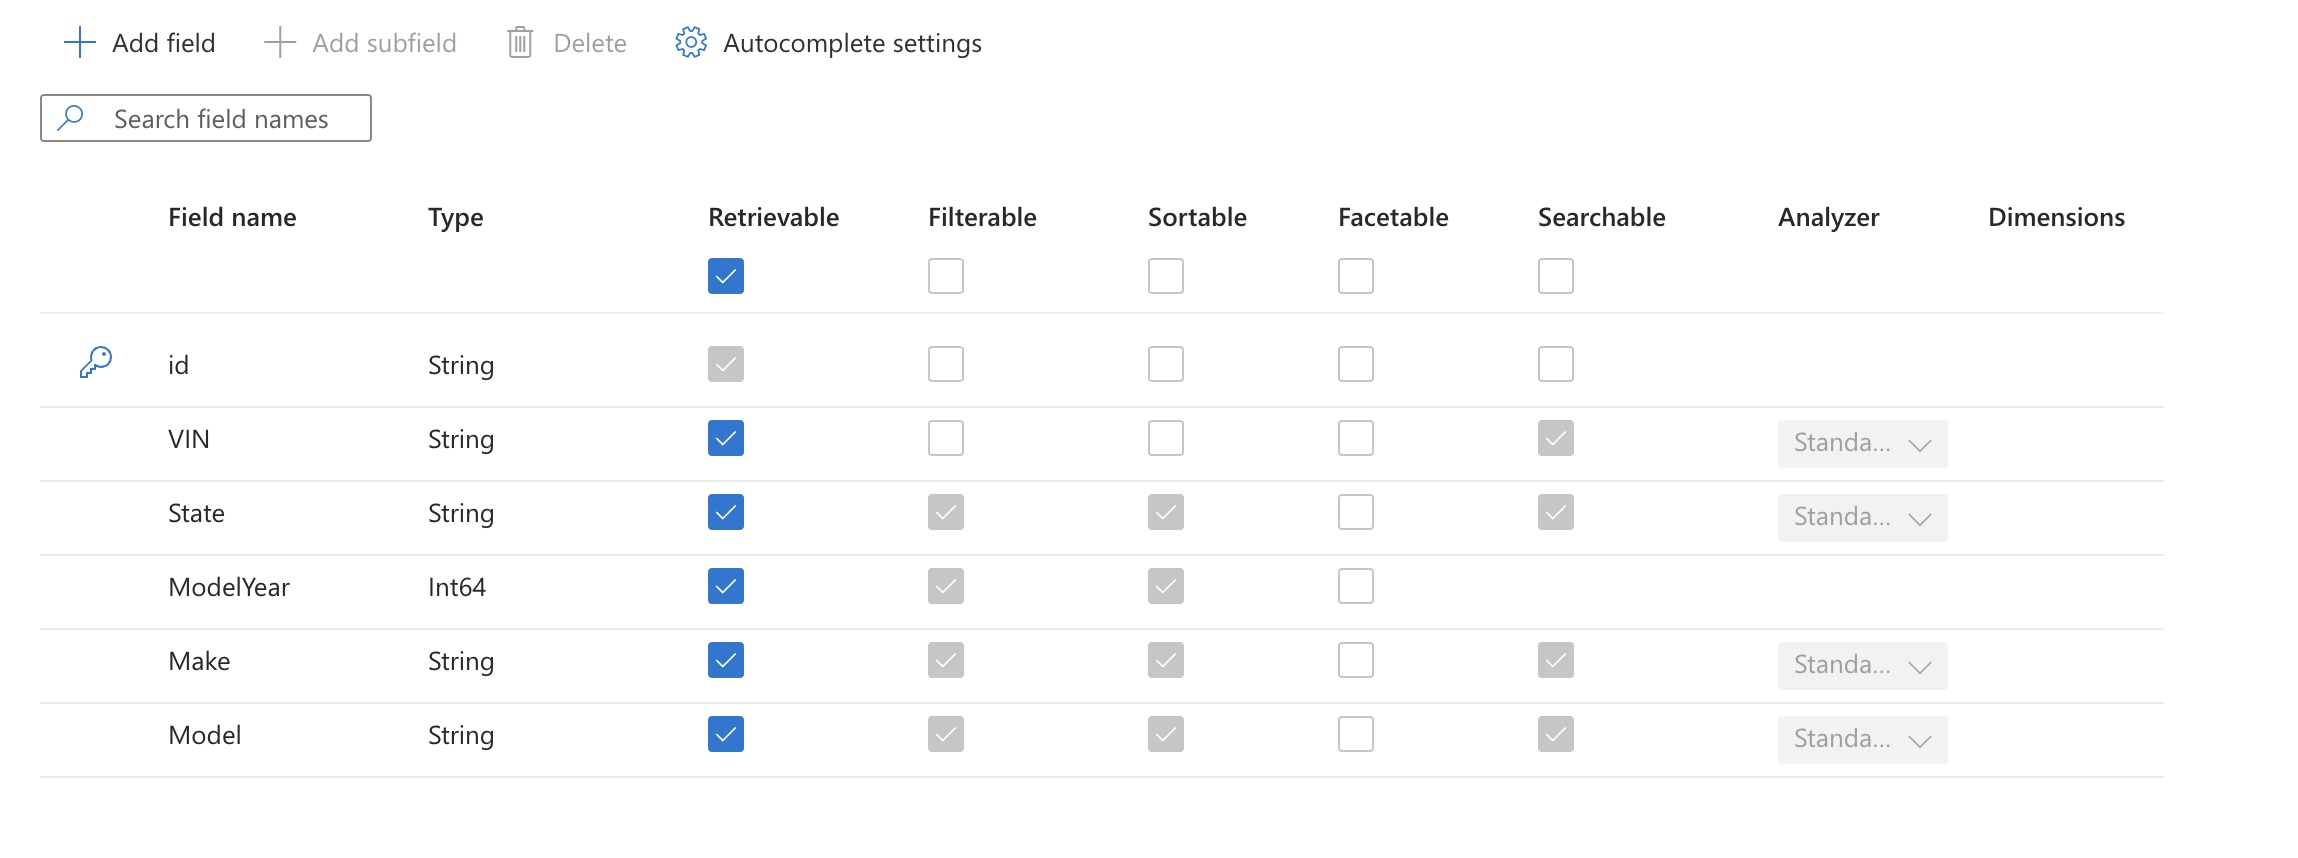 Add field Add subfield Delete Autocomplete settings
Search field names
Field name Type Retrievable Filterable Sortable Facetable Searchable Analyzer Dimensions
id String
VIN String Standa...
State String Standa...
ModelYear Int64
Make String Standa...
Model String Standa...